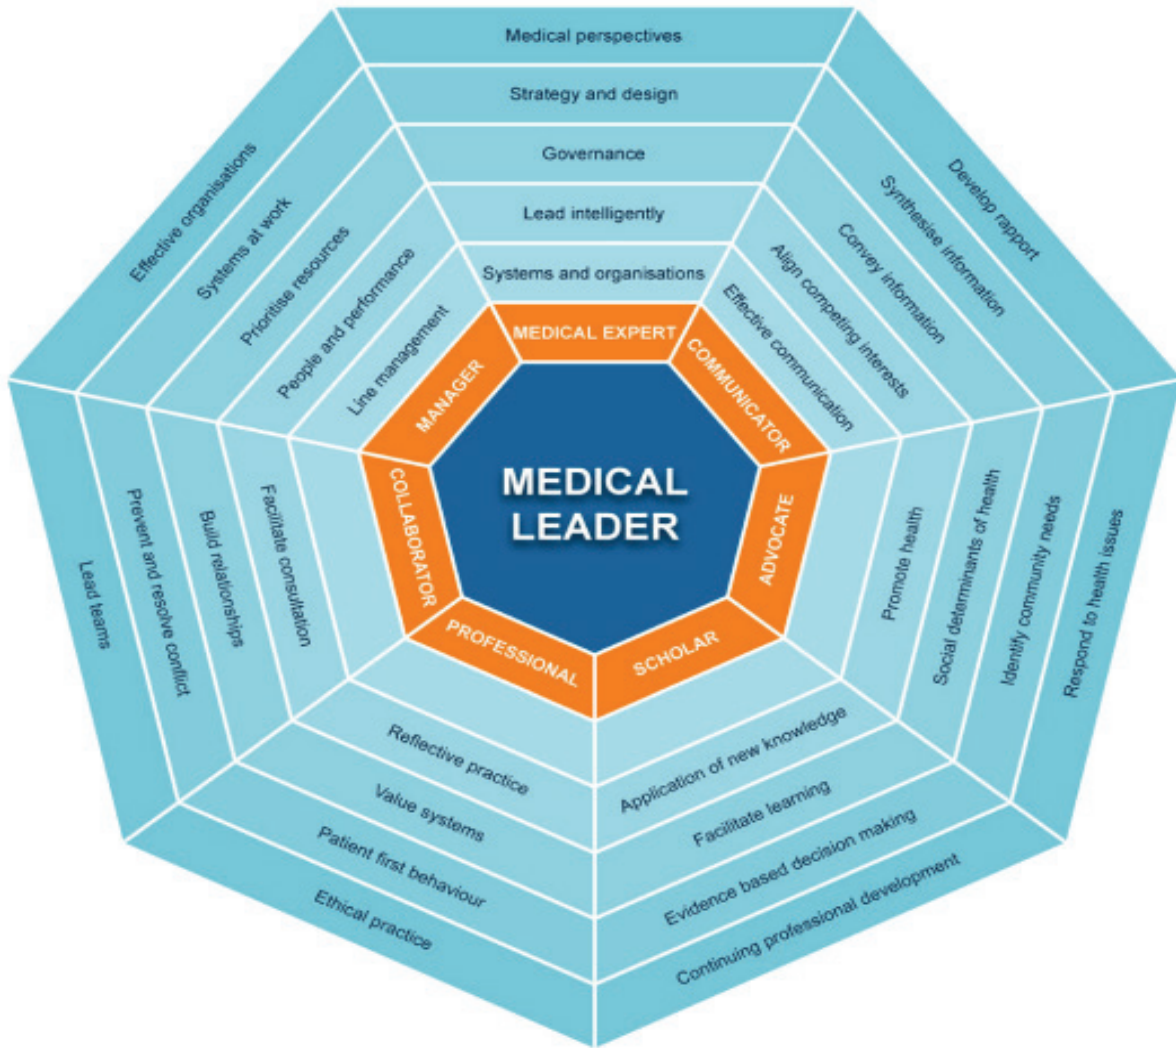 Medical perspectives
Strategy and design
Governance
Lead intelligently
Systems and organisations
MEDICAL EXPERT
Develop rapport
Synthesise information
Convey information
Align competing interests
Effective communication
COMMUNICATOR
Respond to health issues
Identify community needs
Social determinants of health
Promote health
ADVOCATE
SCHOLAR
Application of new knowledge
Facilitate learning
Evidence based decision making
Continuing professional development
PROFESSIONAL
Reflective practice
Value systems
Patient first behaviour
Ethical practice
Lead teams
Prevent and resolve conflict
Build relationships
Facilitate consultation
COLLABORATOR
Effective organisations
Systems at work
Prioritise resources
People and performance
Line management
MANAGER
MEDICAL
LEADER